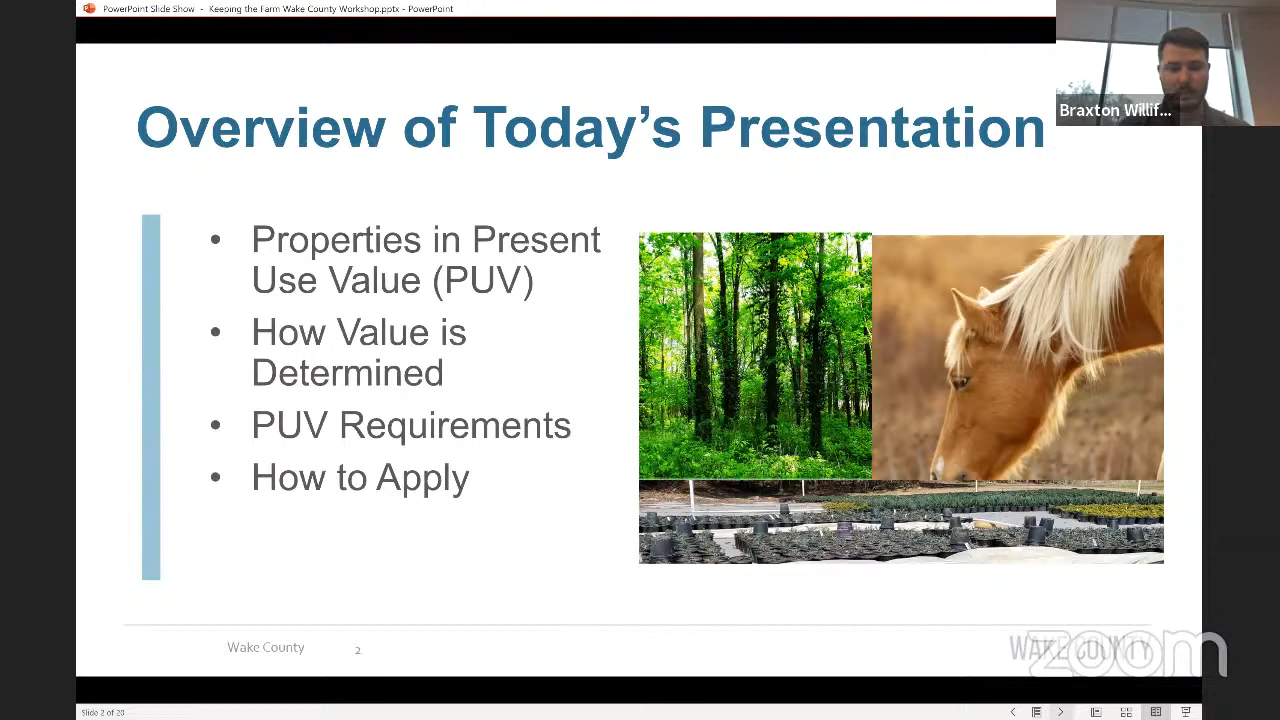 PowerPoint Slide Show - Keeping the Farm Wake County Workshop.pptx - PowerPoint
Braxton Willif...
Overview of Today's Presentation
• Properties in Present
Use Value (PUV)
• How Value is
Determined
• PUV Requirements
• How to Apply
Wake County 2
WAKE COUNTY
zoom
Slide 2 of 20